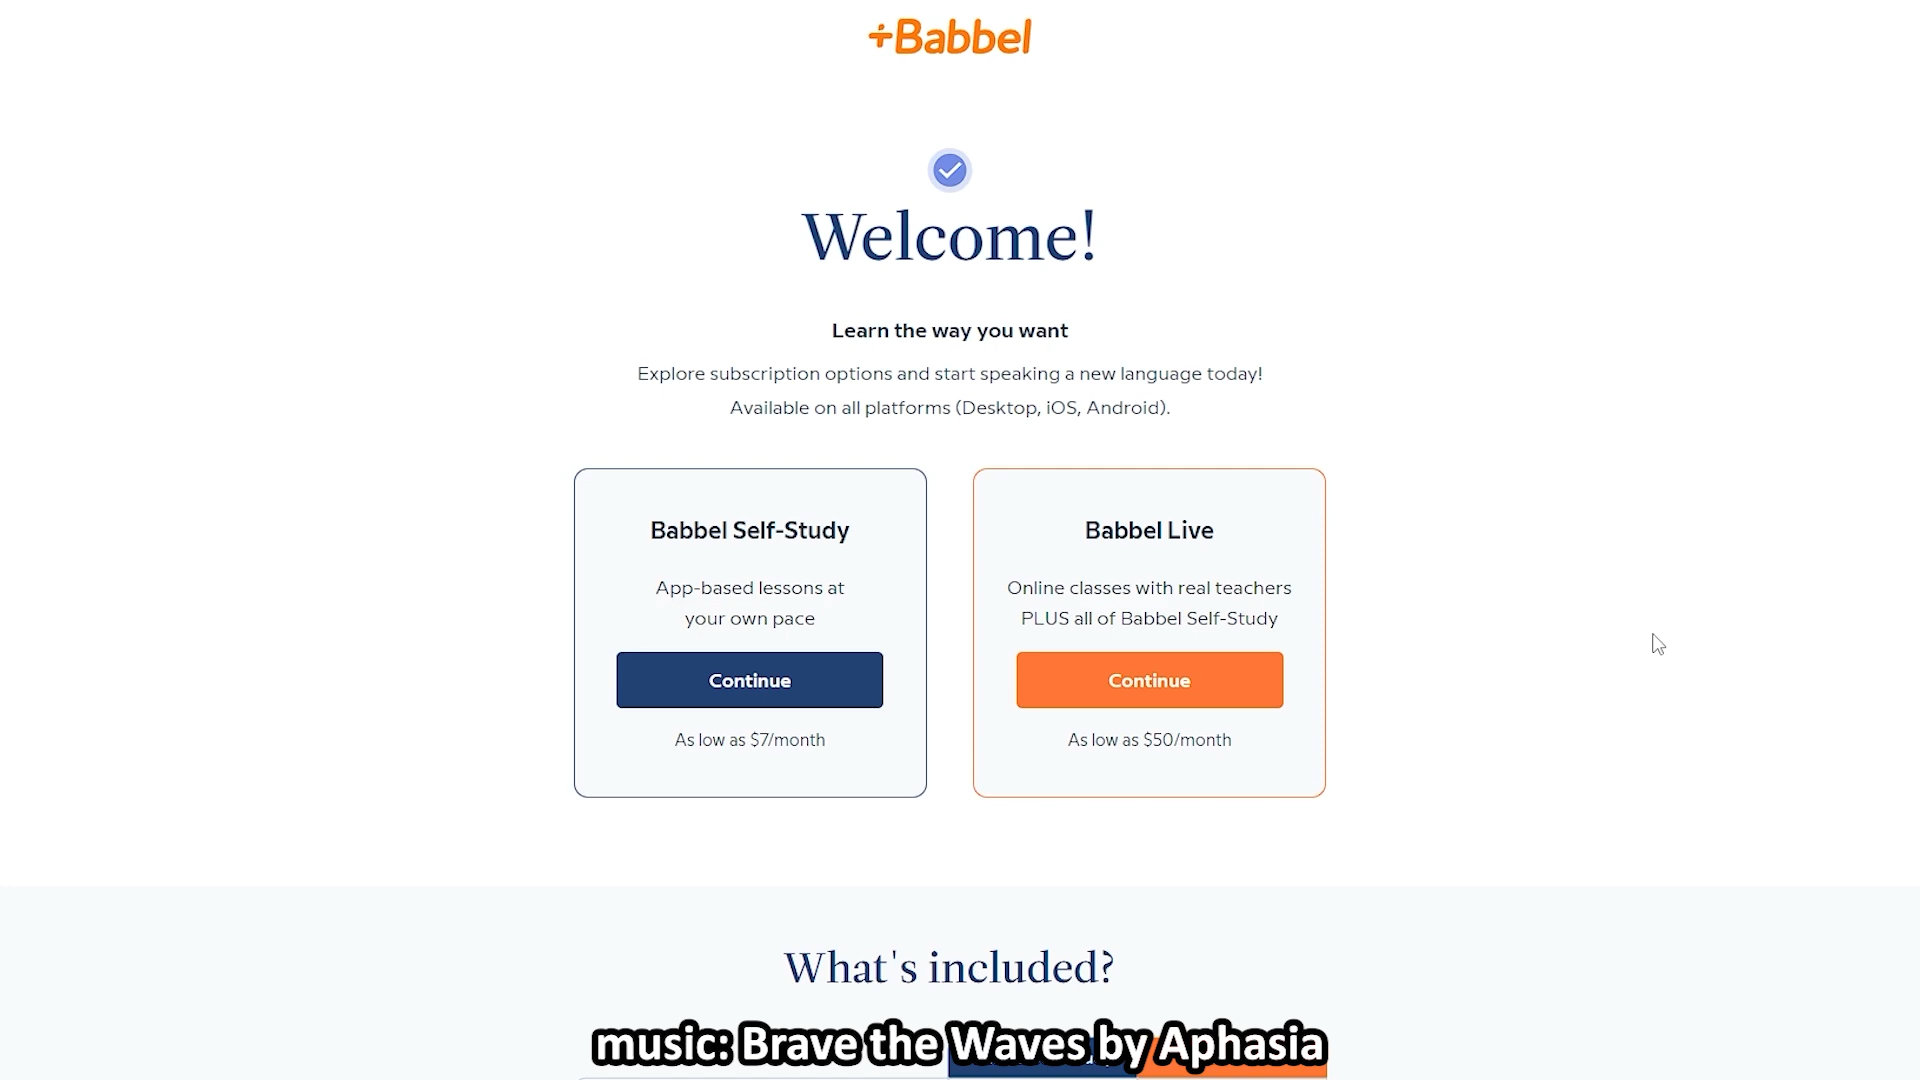 +Babbel
Welcome!
Learn the way you want
Explore subscription options and start speaking a new language today!
Available on all platforms (Desktop, iOS, Android).
Babbel Self-Study
App-based lessons at
your own pace
Continue
As low as $7/month
Babbel Live
Online classes with real teachers
PLUS all of Babbel Self-Study
Continue
As low as $50/month
What's included?
music: Brave the Waves by Aphasia